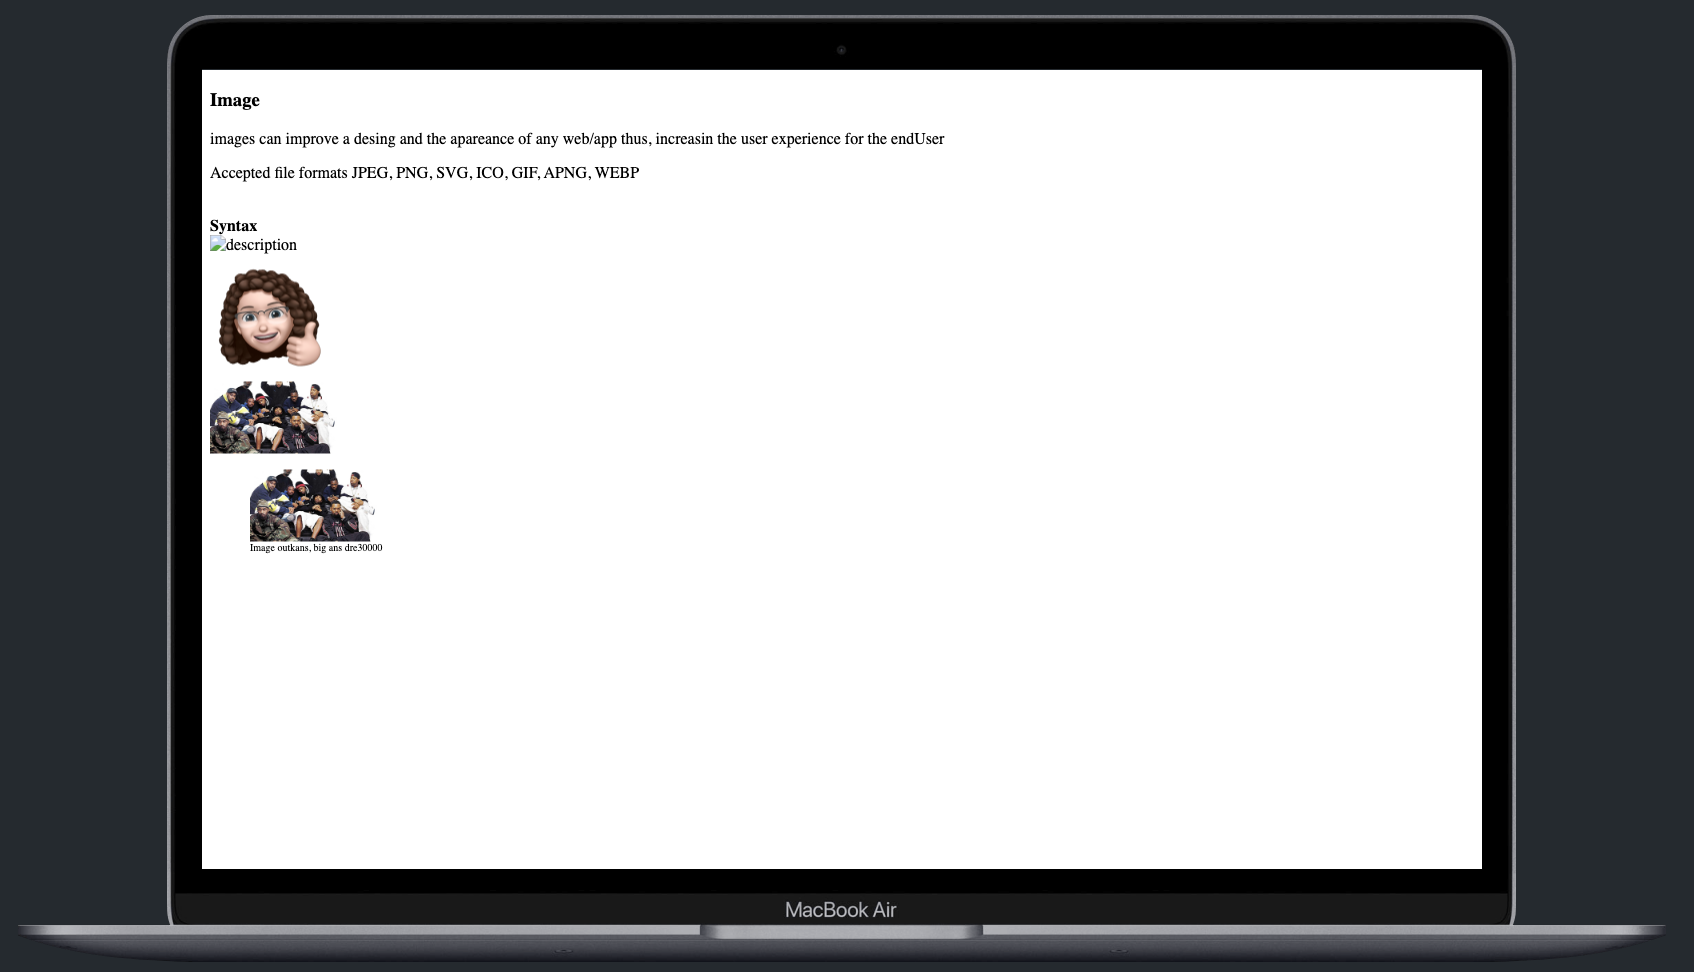 Image
images can improve a desing and the apareance of any web/app thus, increasin the user experience for the endUser
Accepted file formats JPEG, PNG, SVG, ICO, GIF, APNG, WEBP
Syntax
description
Image outkans, big ans dre30000
MacBook Air